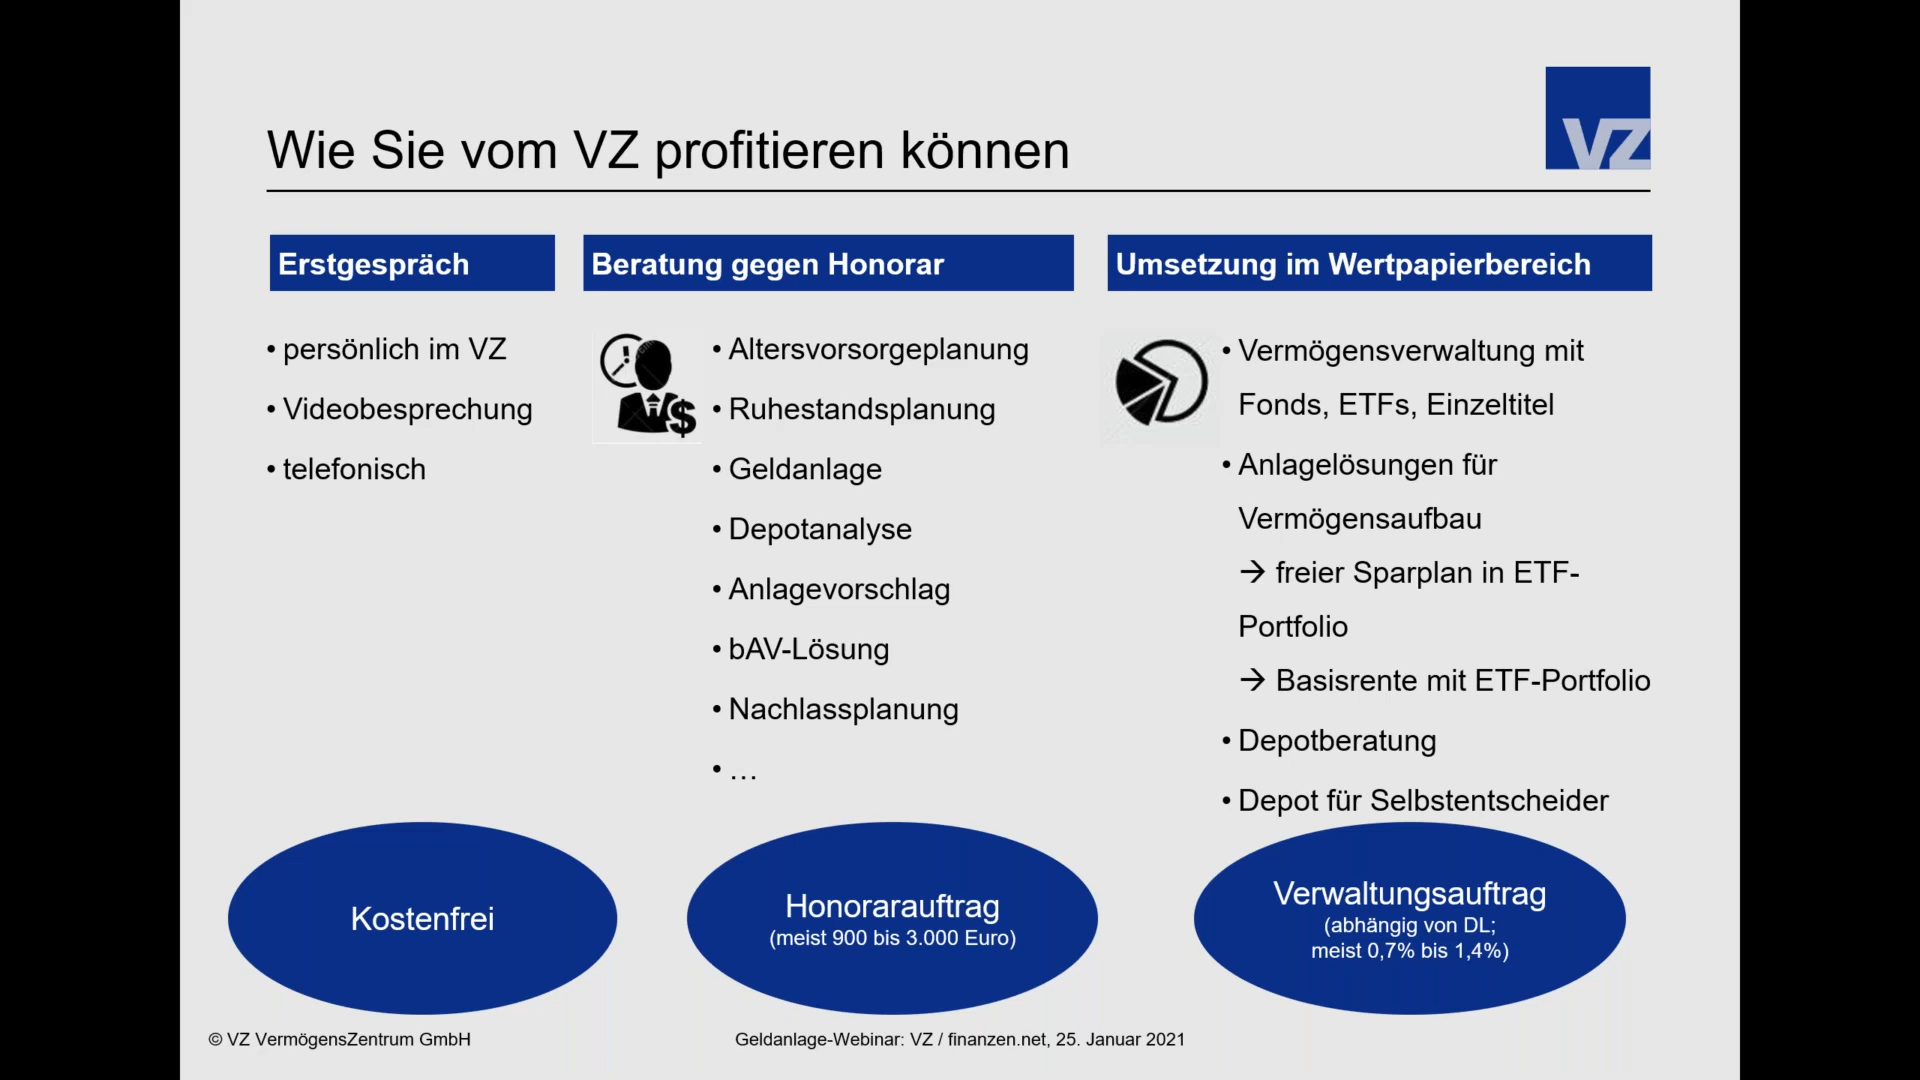 VZ
Wie Sie vom VZ profitieren können
Erstgespräch
• persönlich im VZ
• Videobesprechung
• telefonisch
Kostenfrei
Beratung gegen Honorar
• Altersvorsorgeplanung
• Ruhestandsplanung
• Geldanlage
• Depotanalyse
• Anlagevorschlag
• bAV-Lösung
• Nachlassplanung
• …
Honorarauftrag
(meist 900 bis 3.000 Euro)
Umsetzung im Wertpapierbereich
• Vermögensverwaltung mit
Fonds, ETFs, Einzeltitel
• Anlagelösungen für
Vermögensaufbau
→ freier Sparplan in ETF-
Portfolio
→ Basisrente mit ETF-Portfolio
• Depotberatung
• Depot für Selbstentscheider
Verwaltungsauftrag
(abhängig von DL;
meist 0,7% bis 1,4%)
© VZ VermögensZentrum GmbH
Geldanlage-Webinar: VZ / finanzen.net, 25. Januar 2021